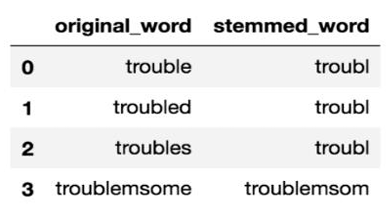 original_word stemmed_word
0 trouble troubl
1 troubled troubl
2 troubles troubl
3 troublemsome troublemsom